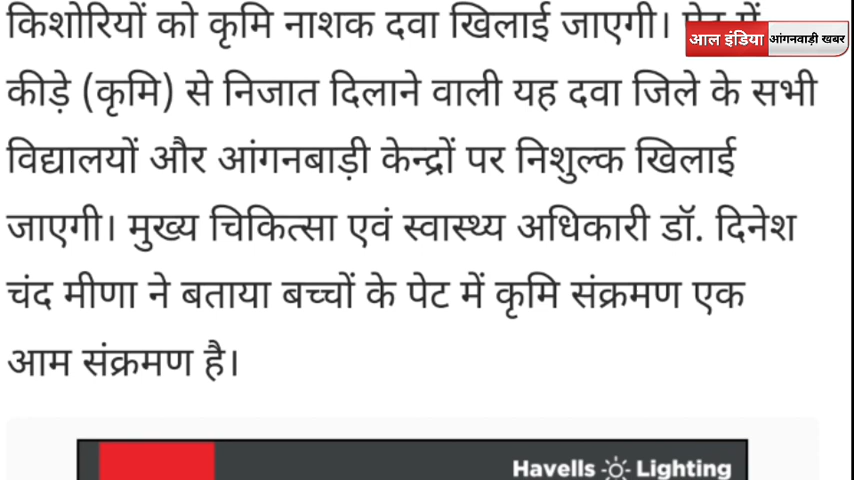 किशोरियों को कृमि नाशक दवा खिलाई जाएगी।
आल इंडिया आंगनवाड़ी खबर
कीड़े (कृमि) से निजात दिलाने वाली यह दवा जिले के सभी
विद्यालयों और आंगनबाड़ी केन्द्रों पर निशुल्क खिलाई
जाएगी। मुख्य चिकित्सा एवं स्वास्थ्य अधिकारी डॉ. दिनेश
चंद मीणा ने बताया बच्चों के पेट में कृमि संक्रमण एक
आम संक्रमण है।
Havells Lighting